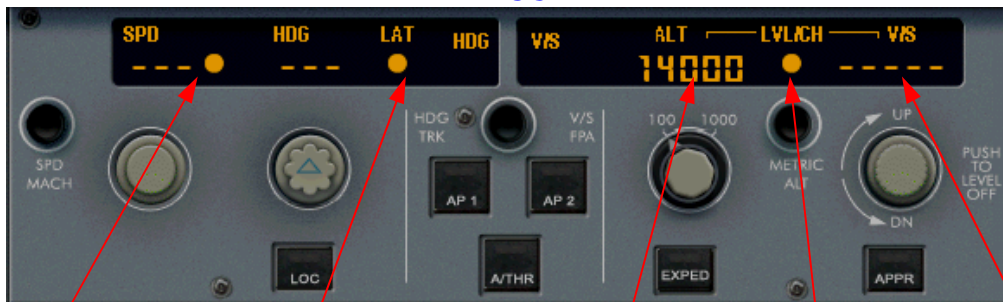 SPD HDG LAT HDG V/S ALT LVL/CH V/S
--- --- 14000 -----
HDG V/S 100 1000 UP
TRK FPA
SPD METRIC PUSH
MACH ALT TO
AP 1 AP 2 LEVEL
OFF
DN
LOC A/THR EXPED APPR